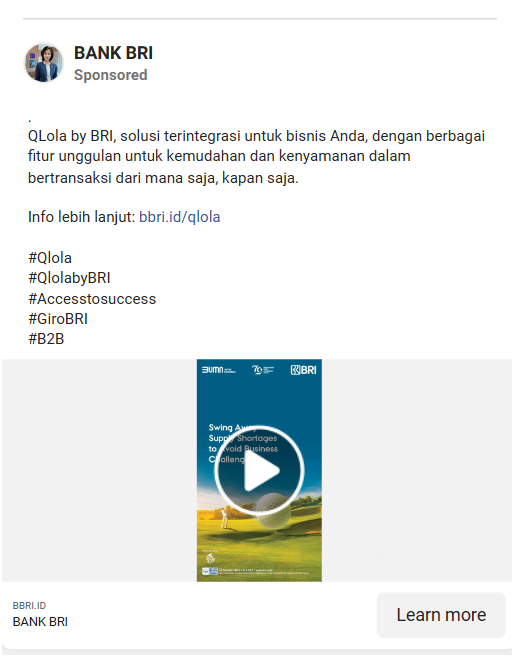 BANK BRI
Sponsored
.
QLola by BRI, solusi terintegrasi untuk bisnis Anda, dengan berbagai
fitur unggulan untuk kemudahan dan kenyamanan dalam
bertransaksi dari mana saja, kapan saja.
Info lebih lanjut: bbri.id/qlola
#Qlola
#QlolabyBRI
#Accesstosuccess
#GiroBRI
#B2B
BUMN
BRI
Swing Away
Supply Shortages
to Avoid Business
Challeng
BBRI.ID
BANK BRI
Learn more